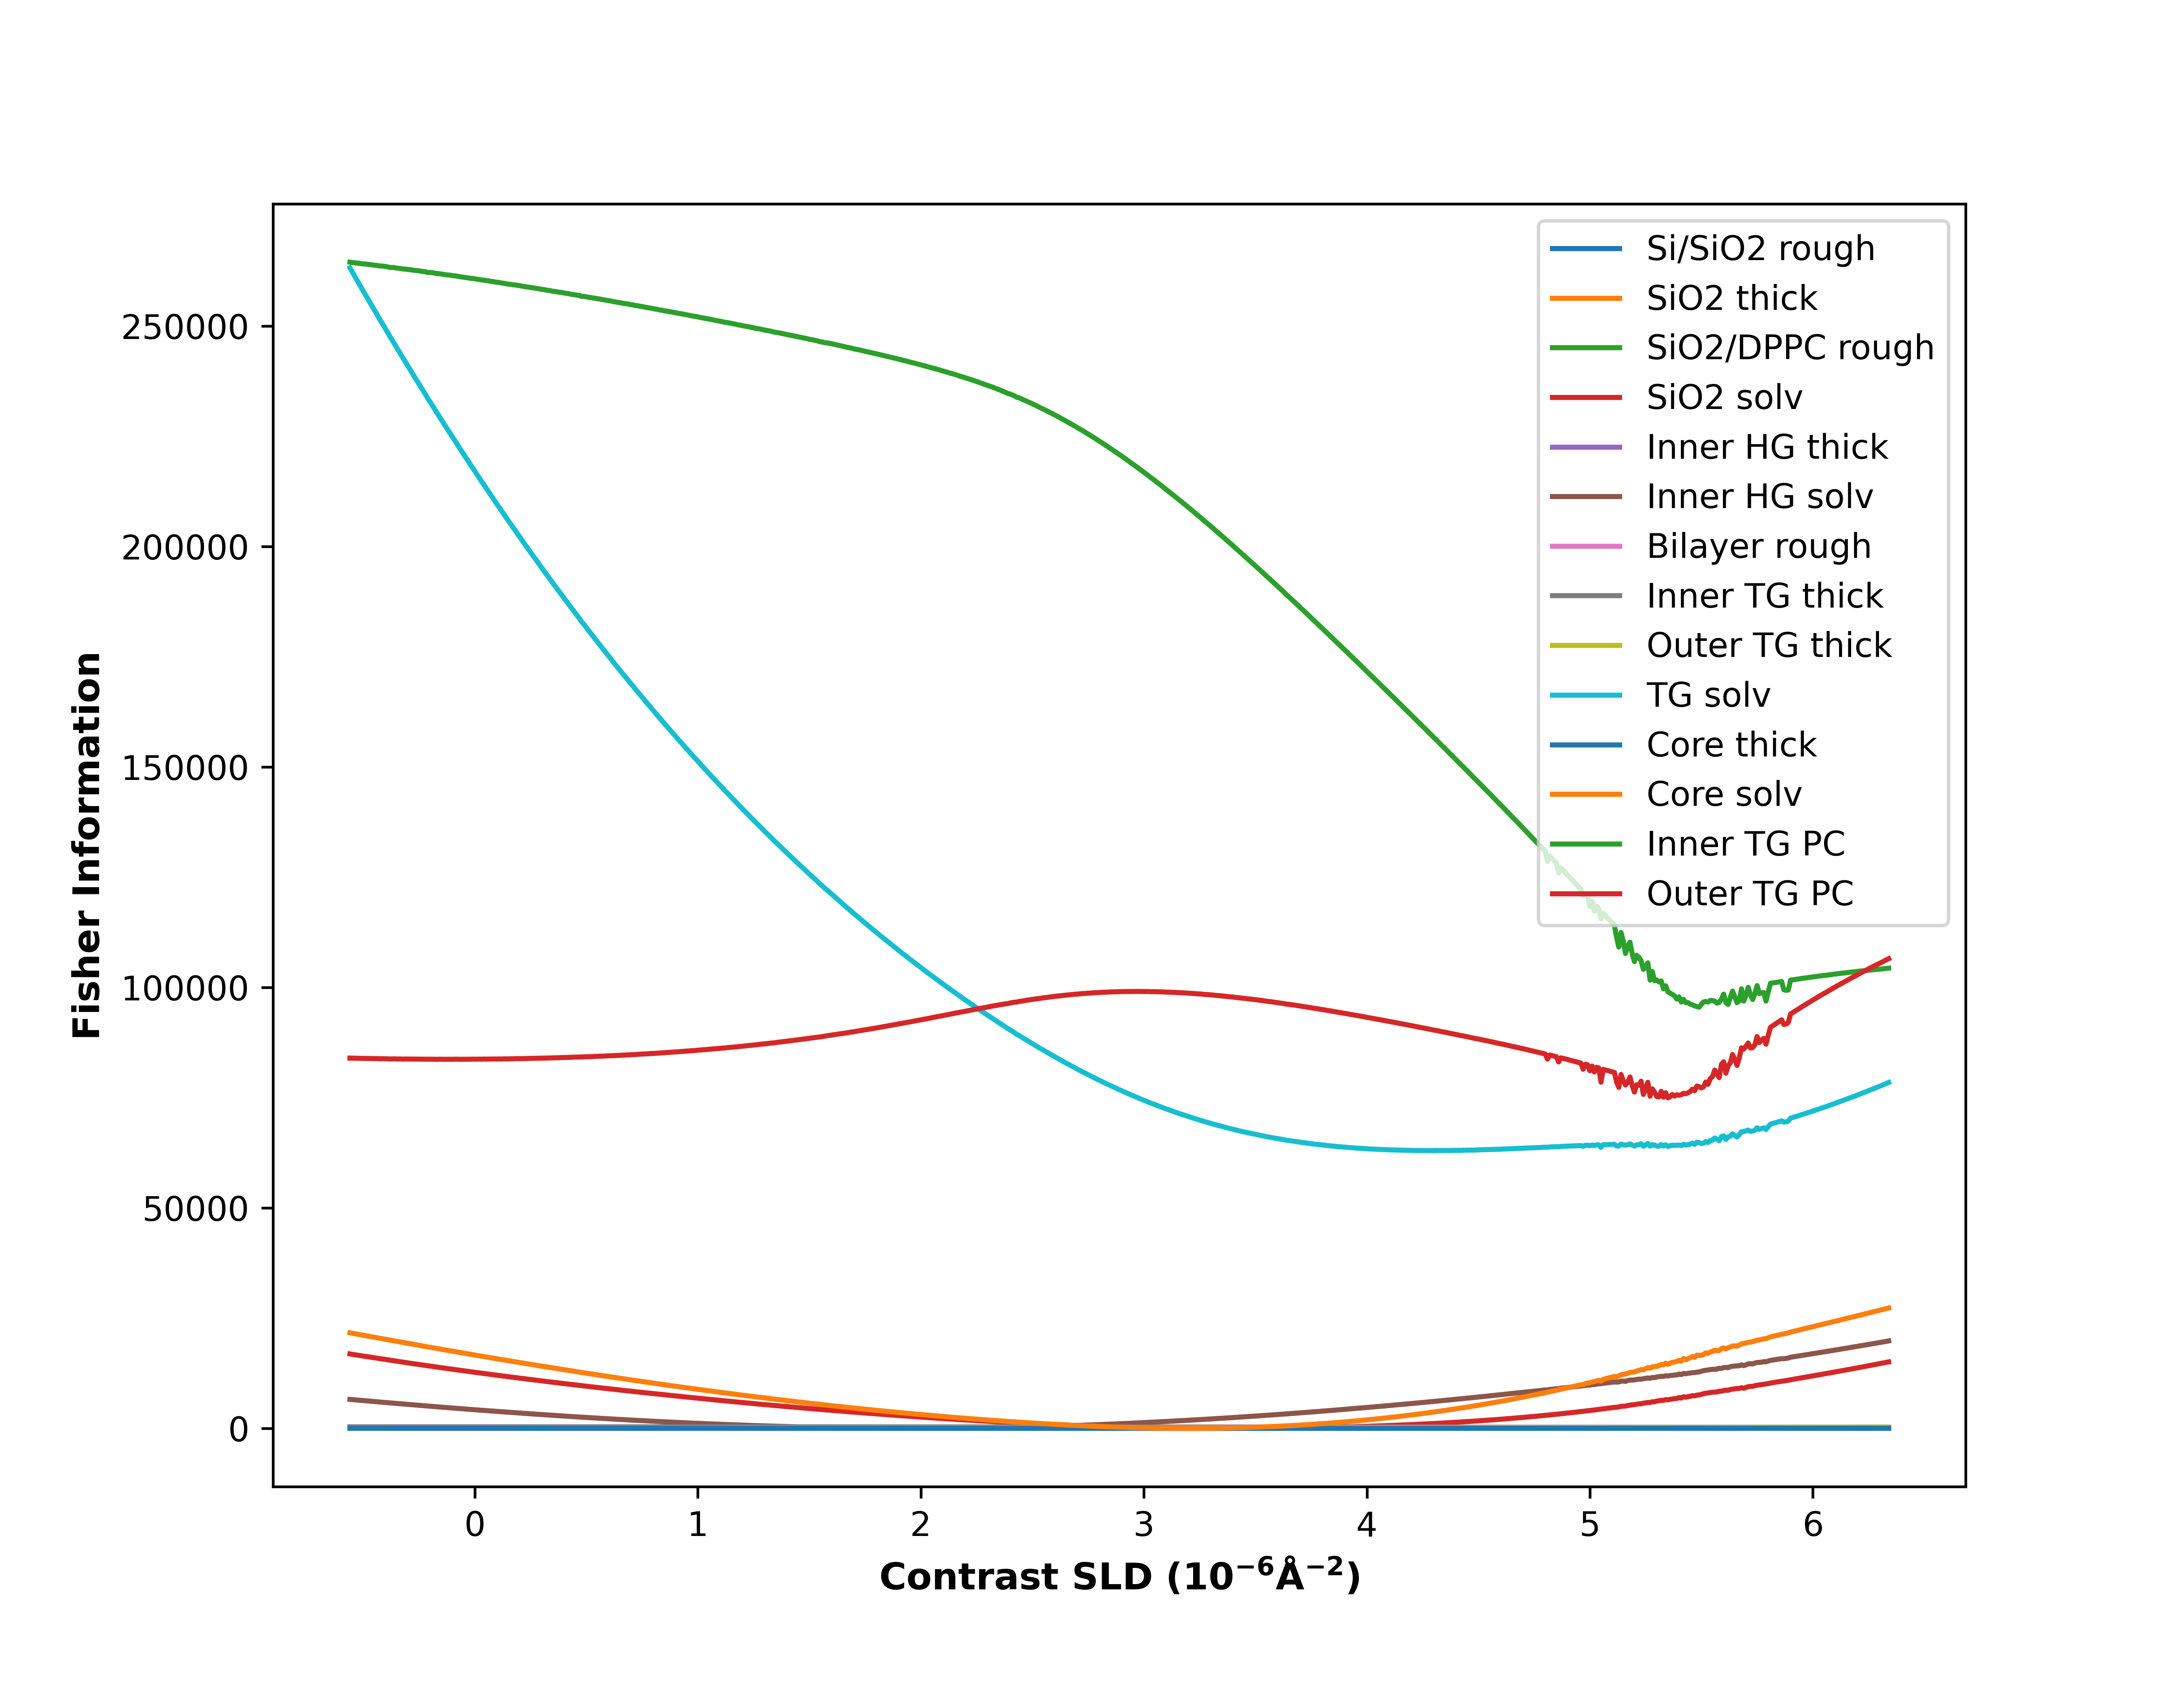 Si/SiO2 rough
SiO2 thick
SiO2/DPPC rough
SiO2 solv
Inner HG thick
Inner HG solv
Bilayer rough
Inner TG thick
Outer TG thick
TG solv
Core thick
Core solv
Inner TG PC
Outer TG PC
250000
200000
150000
100000
50000
0
Fisher Information
0 1 2 3 4 5 6
Contrast SLD (10⁻⁶Å⁻²)